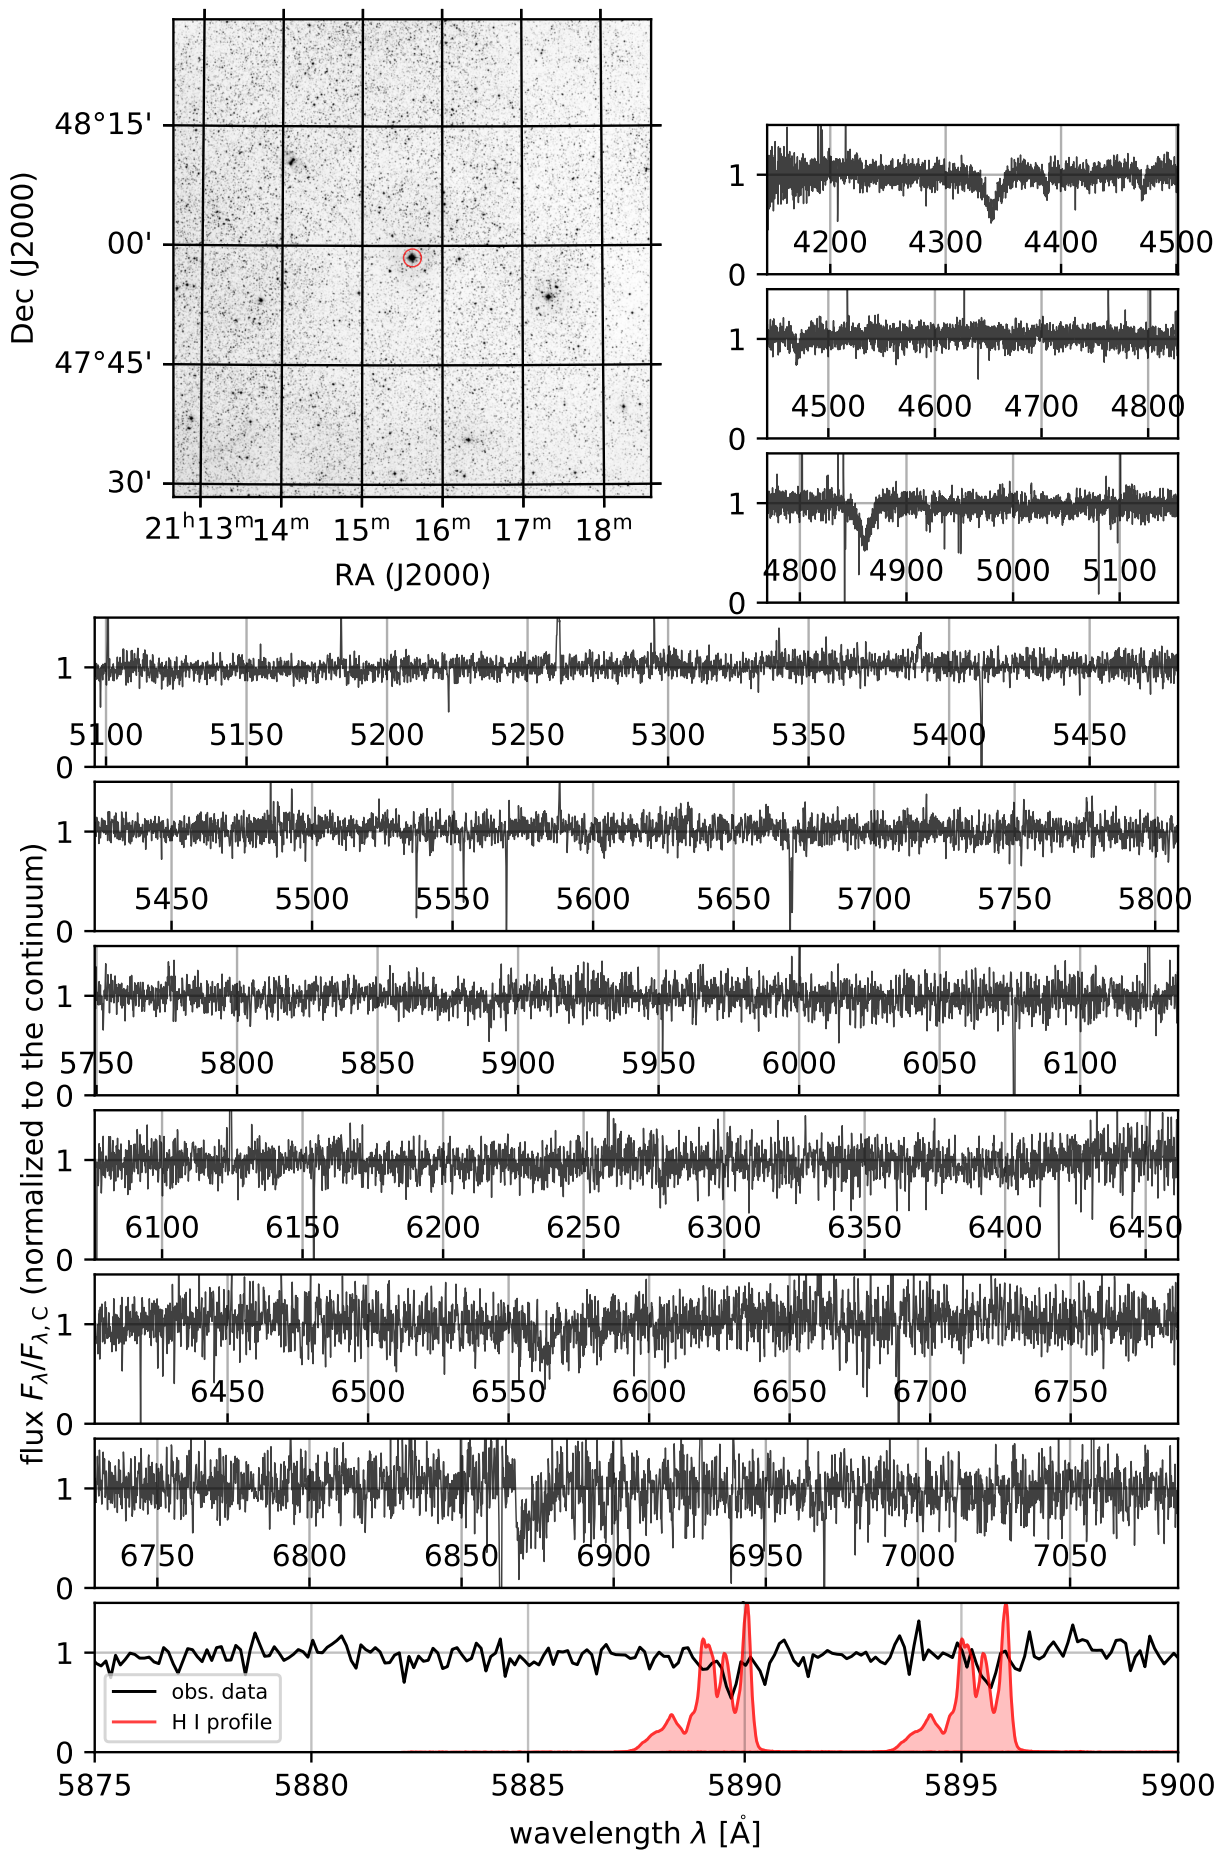 48°15'
00'
47°45'
30'
Dec (J2000)
21ʰ13ᵐ 14ᵐ 15ᵐ 16ᵐ 17ᵐ 18ᵐ
RA (J2000)
1
4200 4300 4400 4500
0
1
4500 4600 4700 4800
0
1
4800 4900 5000 5100
0
1
5100 5150 5200 5250 5300 5350 5400 5450
0
1
5450 5500 5550 5600 5650 5700 5750 5800
0
1
5750 5800 5850 5900 5950 6000 6050 6100
0
1
6100 6150 6200 6250 6300 6350 6400 6450
0
1
6450 6500 6550 6600 6650 6700 6750
0
1
6750 6800 6850 6900 6950 7000 7050
0
flux Fλ/Fλ,C (normalized to the continuum)
1
obs. data
H I profile
0
5875 5880 5885 5890 5895 5900
wavelength λ [Å]